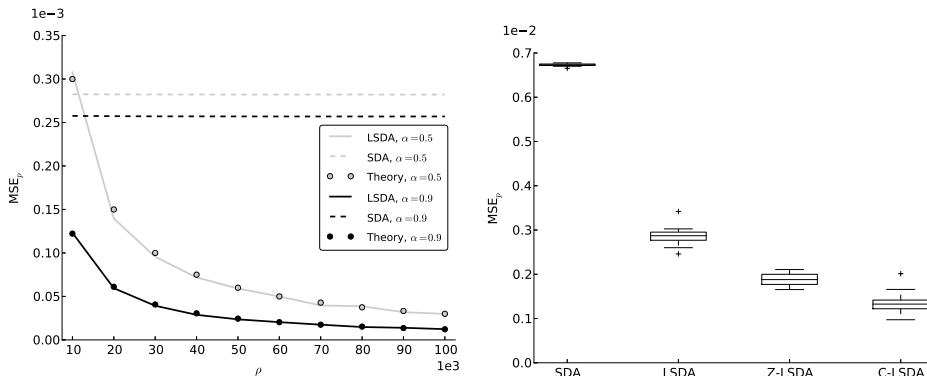 1e−3
0.35
0.30
0.25
0.20
0.15
0.10
0.05
0.00
MSE_p
LSDA, α=0.5
SDA, α=0.5
Theory, α=0.5
LSDA, α=0.9
SDA, α=0.9
Theory, α=0.9
10 20 30 40 50 60 70 80 90 100
1e3
ρ
1e−2
0.7
0.6
0.5
0.4
0.3
0.2
0.1
0.0
MSE_p
SDA LSDA Z-LSDA C-LSDA